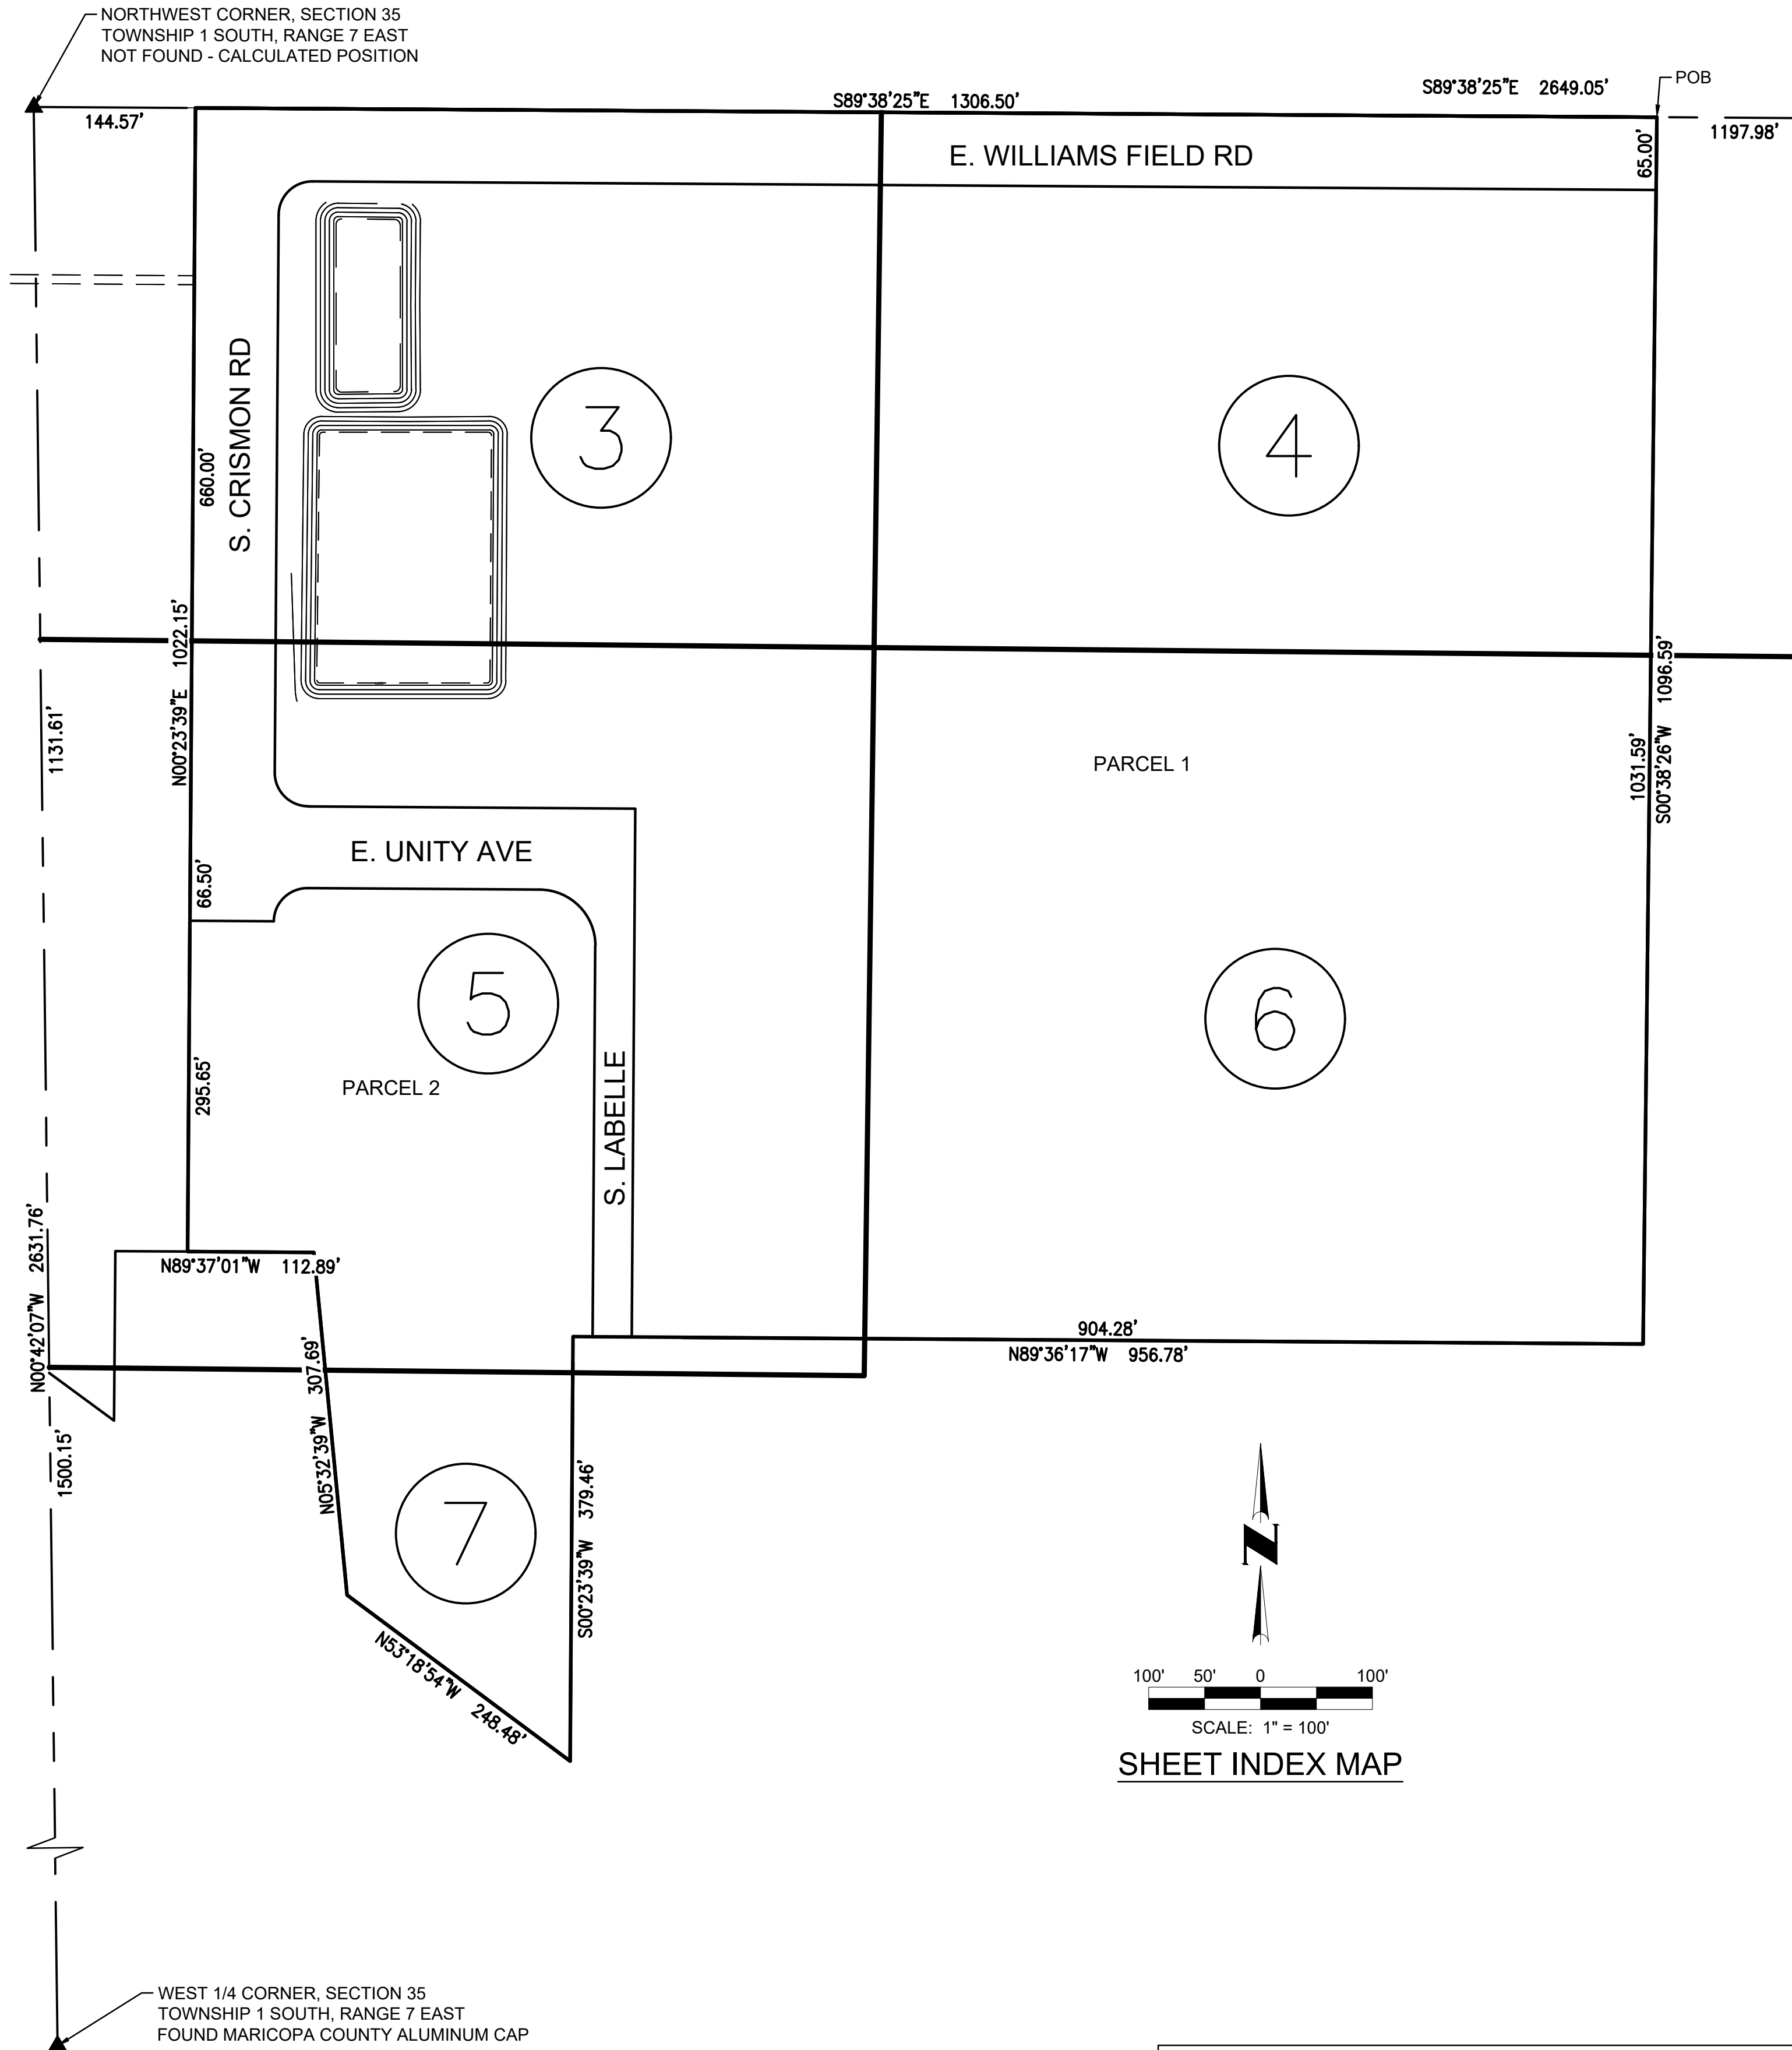 NORTHWEST CORNER, SECTION 35
TOWNSHIP 1 SOUTH, RANGE 7 EAST
NOT FOUND - CALCULATED POSITION
S89°38'25"E 2649.05'
POB
S89°38'25"E 1306.50'
144.57'
1197.98'
65.00'
E. WILLIAMS FIELD RD
S. CRISMON RD
660.00'
3
4
N00°23'39"E 1022.15'
1131.61'
S00°38'26"W 1096.59'
1031.59'
PARCEL 1
E. UNITY AVE
66.50'
5
6
295.65'
PARCEL 2
S. LABELLE
N00°42'07"W 2631.76'
N89°37'01"W 112.89'
904.28'
N89°36'17"W 956.78'
N05°32'39"W 307.69'
1500.15'
7
S00°23'39"W 379.46'
N53°18'54"W 248.48'
N
100' 50' 0 100'
SCALE: 1" = 100'
SHEET INDEX MAP
WEST 1/4 CORNER, SECTION 35
TOWNSHIP 1 SOUTH, RANGE 7 EAST
FOUND MARICOPA COUNTY ALUMINUM CAP